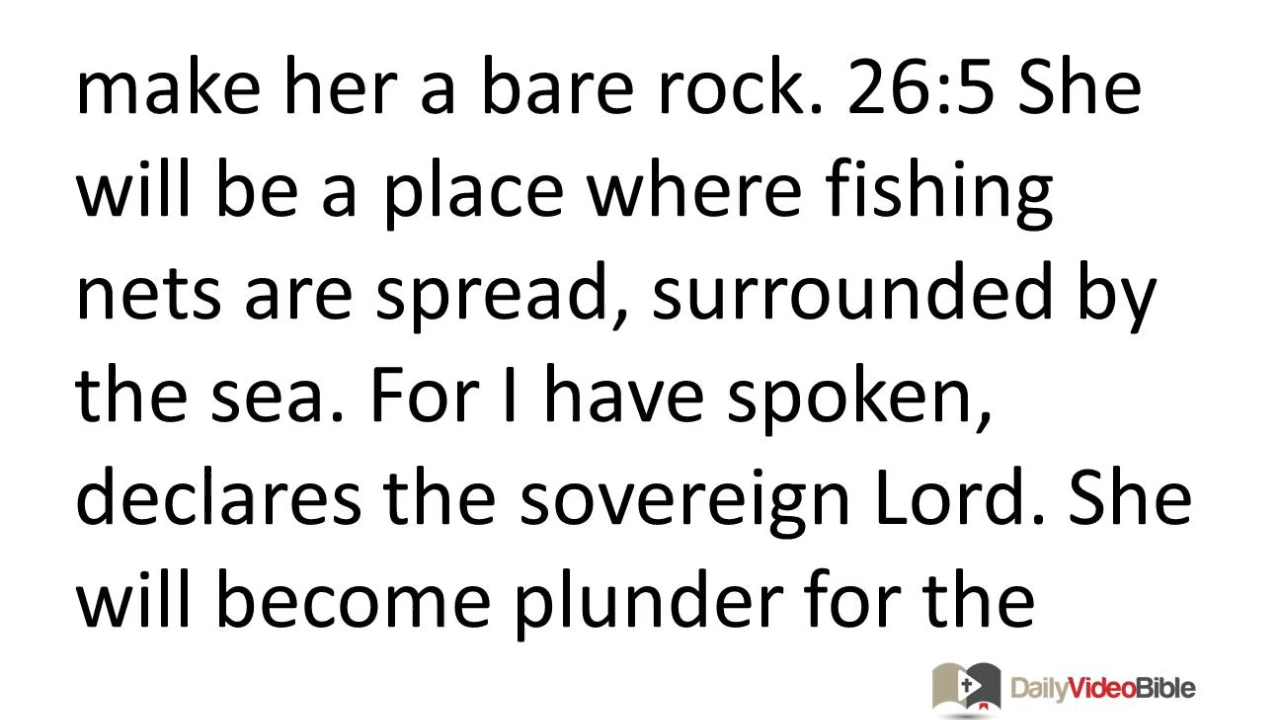 make her a bare rock. 26:5 She
will be a place where fishing
nets are spread, surrounded by
the sea. For I have spoken,
declares the sovereign Lord. She
will become plunder for the
DailyVideoBible